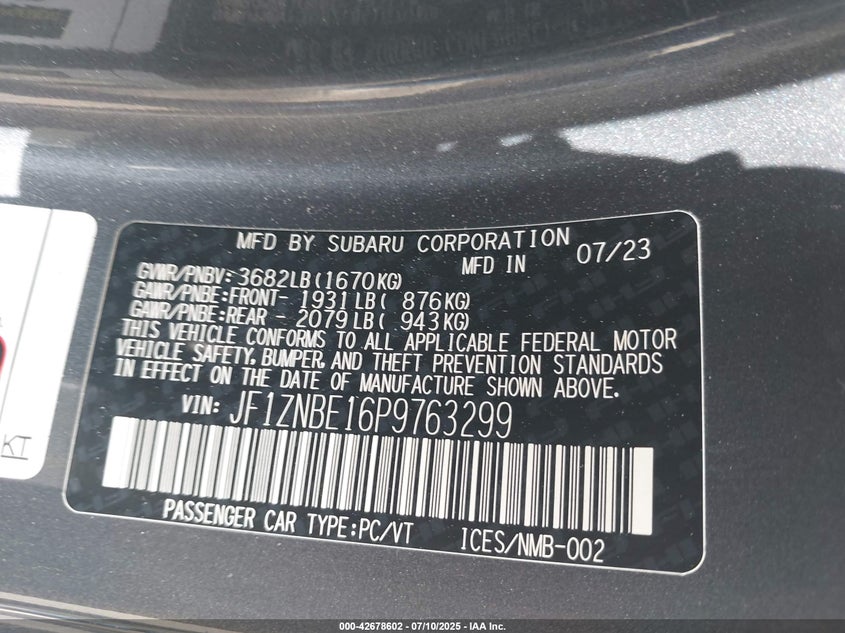 MFD BY SUBARU CORPORATION
MFD IN 07/23
GVWR/PNBV: 3682LB(1670KG)
GAWR/PNBE:FRONT- 1931LB( 876KG)
GAWR/PNBE:REAR - 2079LB( 943KG)
THIS VEHICLE CONFORMS TO ALL APPLICABLE FEDERAL MOTOR
VEHICLE SAFETY, BUMPER, AND THEFT PREVENTION STANDARDS
IN EFFECT ON THE DATE OF MANUFACTURE SHOWN ABOVE.
VIN: JF1ZNBE16P9763299
PASSENGER CAR TYPE:PC/VT ICES/NMB-002
KT
000-42678602 - 07/10/2025 - IAA Inc.